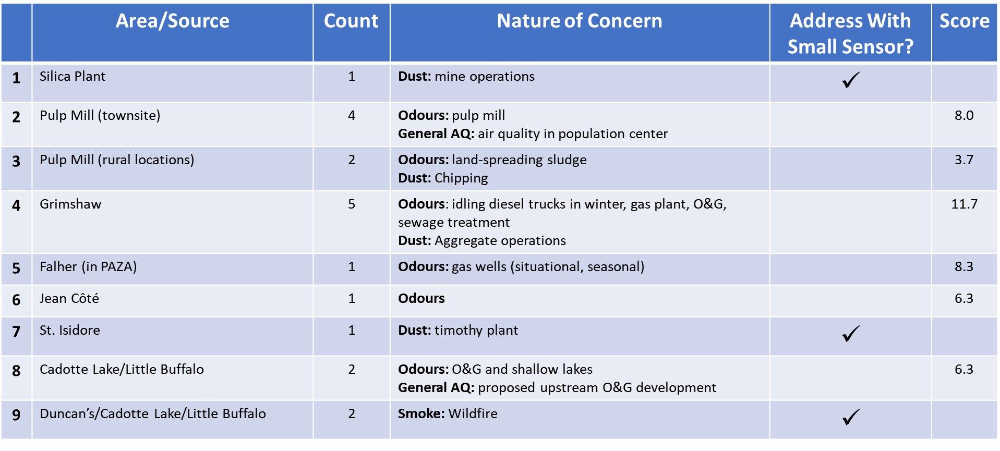 Area/Source Count Nature of Concern Address With Small Sensor? Score
1 Silica Plant 1 Dust: mine operations ✓
2 Pulp Mill (townsite) 4 Odours: pulp mill 8.0
General AQ: air quality in population center
3 Pulp Mill (rural locations) 2 Odours: land-spreading sludge 3.7
Dust: Chipping
4 Grimshaw 5 Odours: idling diesel trucks in winter, gas plant, O&G, 11.7
sewage treatment
Dust: Aggregate operations
5 Falher (in PAZA) 1 Odours: gas wells (situational, seasonal) 8.3
6 Jean Côté 1 Odours 6.3
7 St. Isidore 1 Dust: timothy plant ✓
8 Cadotte Lake/Little Buffalo 2 Odours: O&G and shallow lakes 6.3
General AQ: proposed upstream O&G development
9 Duncan’s/Cadotte Lake/Little Buffalo 2 Smoke: Wildfire ✓